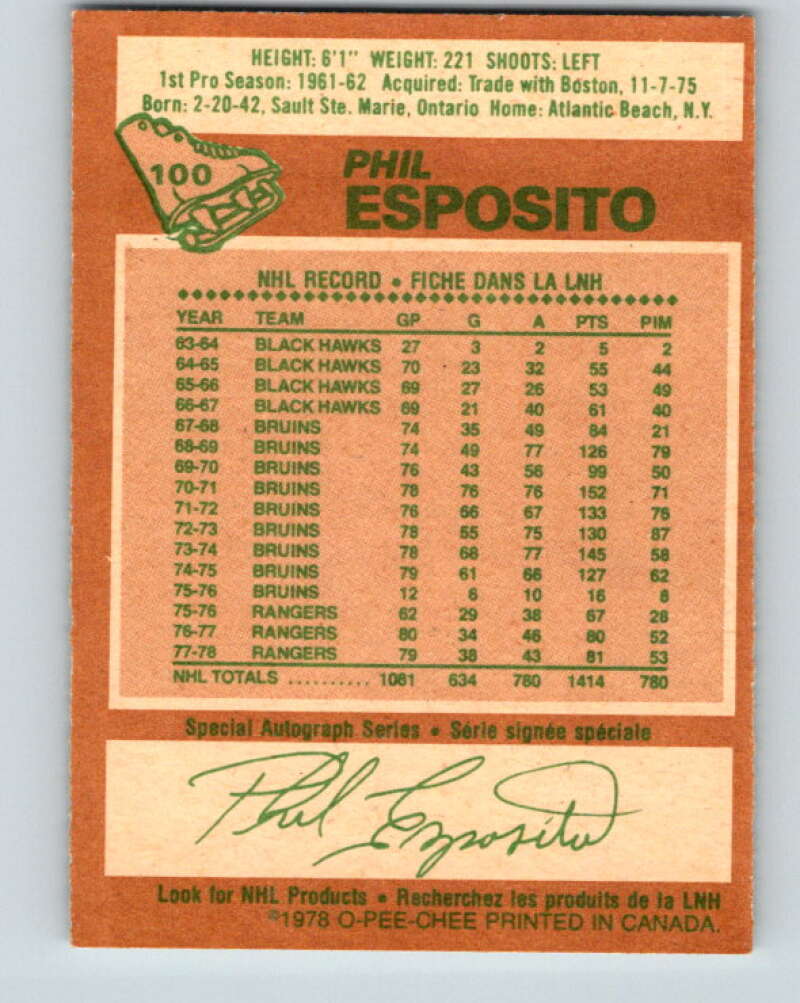 HEIGHT: 6'1" WEIGHT: 221 SHOOTS: LEFT
1st Pro Season: 1961-62 Acquired: Trade with Boston, 11-7-75
Born: 2-20-42, Sault Ste. Marie, Ontario Home: Atlantic Beach, N.Y.
100
PHIL
ESPOSITO
NHL RECORD • FICHE DANS LA LNH
YEAR TEAM GP G A PTS PIM
63-64 BLACK HAWKS 27 3 2 5 2
64-65 BLACK HAWKS 70 23 32 55 44
65-66 BLACK HAWKS 69 27 26 53 49
66-67 BLACK HAWKS 69 21 40 61 40
67-68 BRUINS 74 35 49 84 21
68-69 BRUINS 74 49 77 126 79
69-70 BRUINS 76 43 56 99 50
70-71 BRUINS 78 76 76 152 71
71-72 BRUINS 76 66 67 133 76
72-73 BRUINS 78 55 75 130 87
73-74 BRUINS 78 68 77 145 58
74-75 BRUINS 79 61 66 127 62
75-76 BRUINS 12 6 10 16 8
75-76 RANGERS 62 29 38 67 28
76-77 RANGERS 80 34 46 80 52
77-78 RANGERS 79 38 43 81 53
NHL TOTALS .......... 1081 634 780 1414 780
Special Autograph Series • Série signée spéciale
Phil Esposito
Look for NHL Products • Recherchez les produits de la LNH
©1978 O-PEE-CHEE PRINTED IN CANADA.